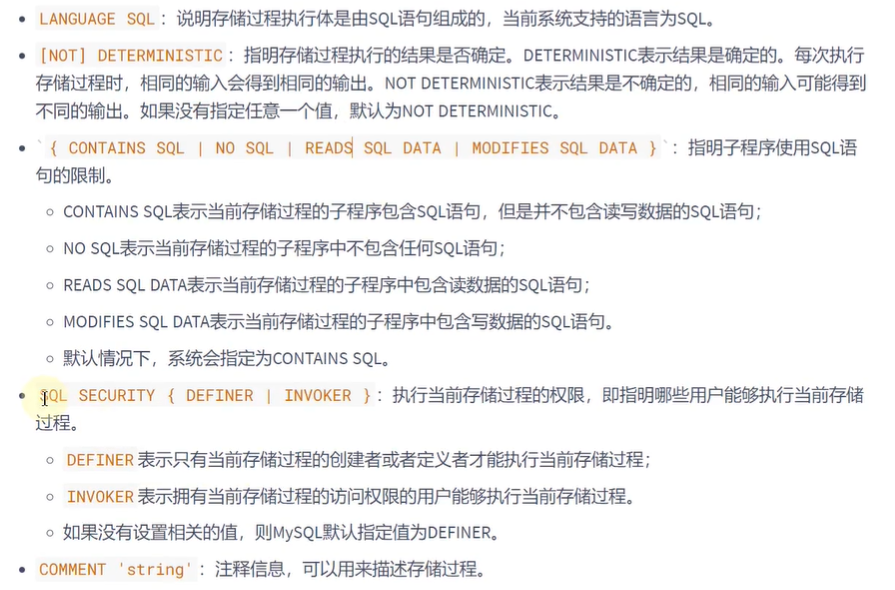 LANGUAGE SQL：说明存储过程执行体是由SQL语句组成的，当前系统支持的语言为SQL。
[NOT] DETERMINISTIC：指明存储过程执行的结果是否确定。DETERMINISTIC表示结果是确定的。每次执行
存储过程时，相同的输入会得到相同的输出。NOT DETERMINISTIC表示结果是不确定的，相同的输入可能得到
不同的输出。如果没有指定任意一个值，默认为NOT DETERMINISTIC。
`{ CONTAINS SQL | NO SQL | READS SQL DATA | MODIFIES SQL DATA }`：指明子程序使用SQL语
句的限制。
CONTAINS SQL表示当前存储过程的子程序包含SQL语句，但是并不包含读写数据的SQL语句；
NO SQL表示当前存储过程的子程序中不包含任何SQL语句；
READS SQL DATA表示当前存储过程的子程序中包含读数据的SQL语句；
MODIFIES SQL DATA表示当前存储过程的子程序中包含写数据的SQL语句。
默认情况下，系统会指定为CONTAINS SQL。
SQL SECURITY { DEFINER | INVOKER }：执行当前存储过程的权限，即指明哪些用户能够执行当前存储
过程。
DEFINER表示只有当前存储过程的创建者或者定义者才能执行当前存储过程；
INVOKER表示拥有当前存储过程的访问权限的用户能够执行当前存储过程。
如果没有设置相关的值，则MySQL默认指定值为DEFINER。
COMMENT 'string'：注释信息，可以用来描述存储过程。